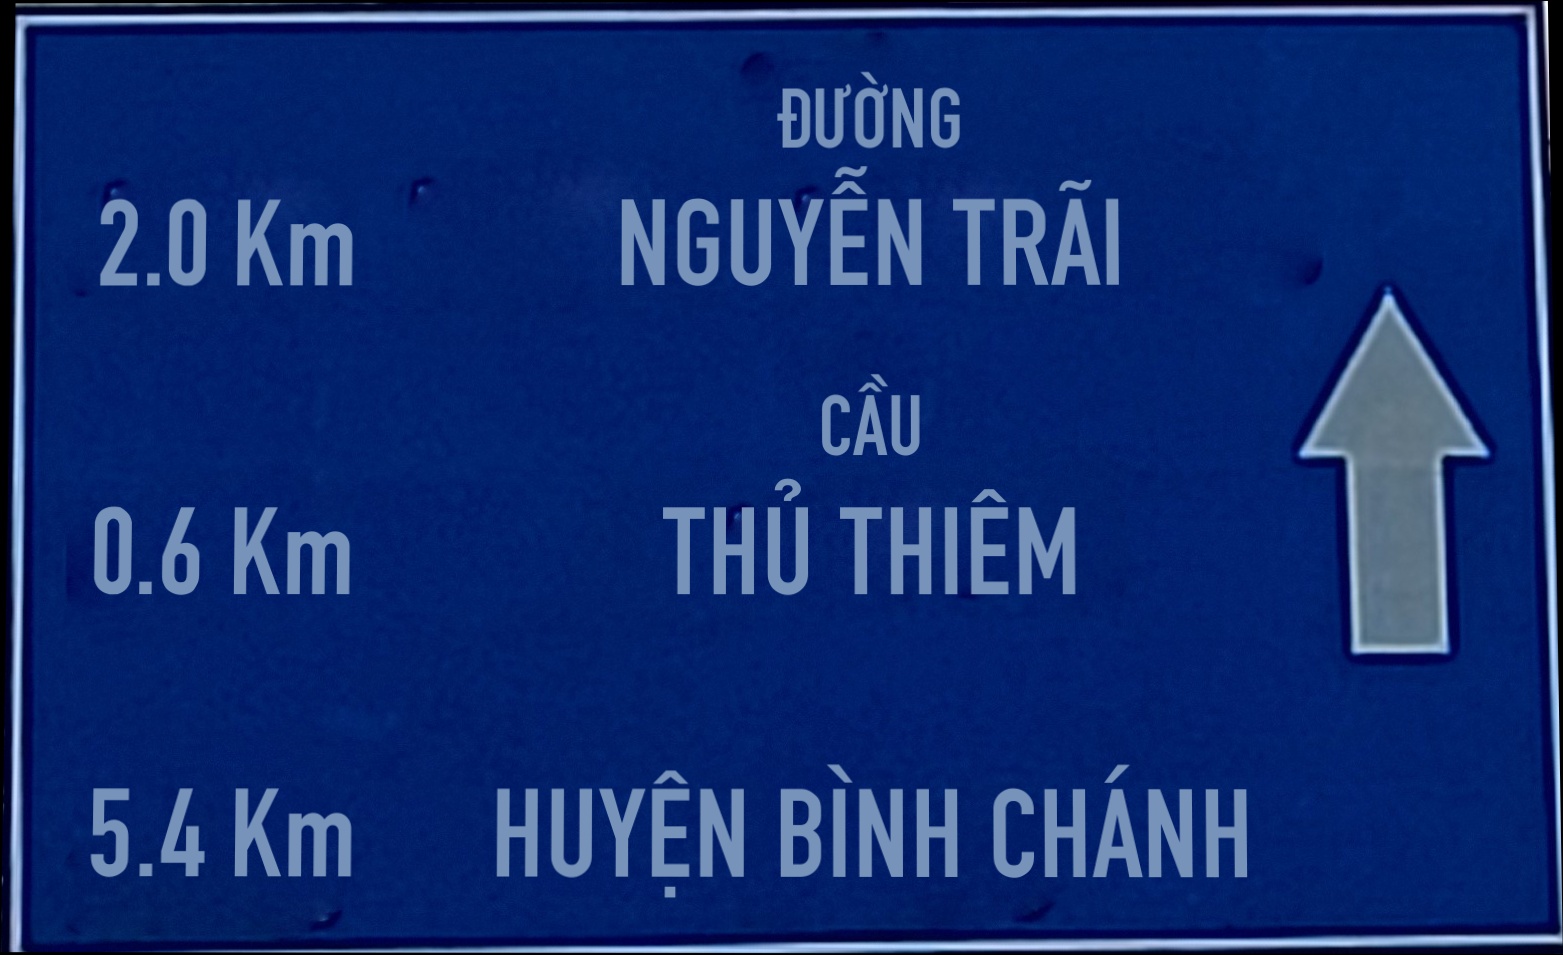 ĐƯỜNG
2.0 Km NGUYỄN TRÃI
CẦU
0.6 Km THỦ THIÊM
5.4 Km HUYỆN BÌNH CHÁNH